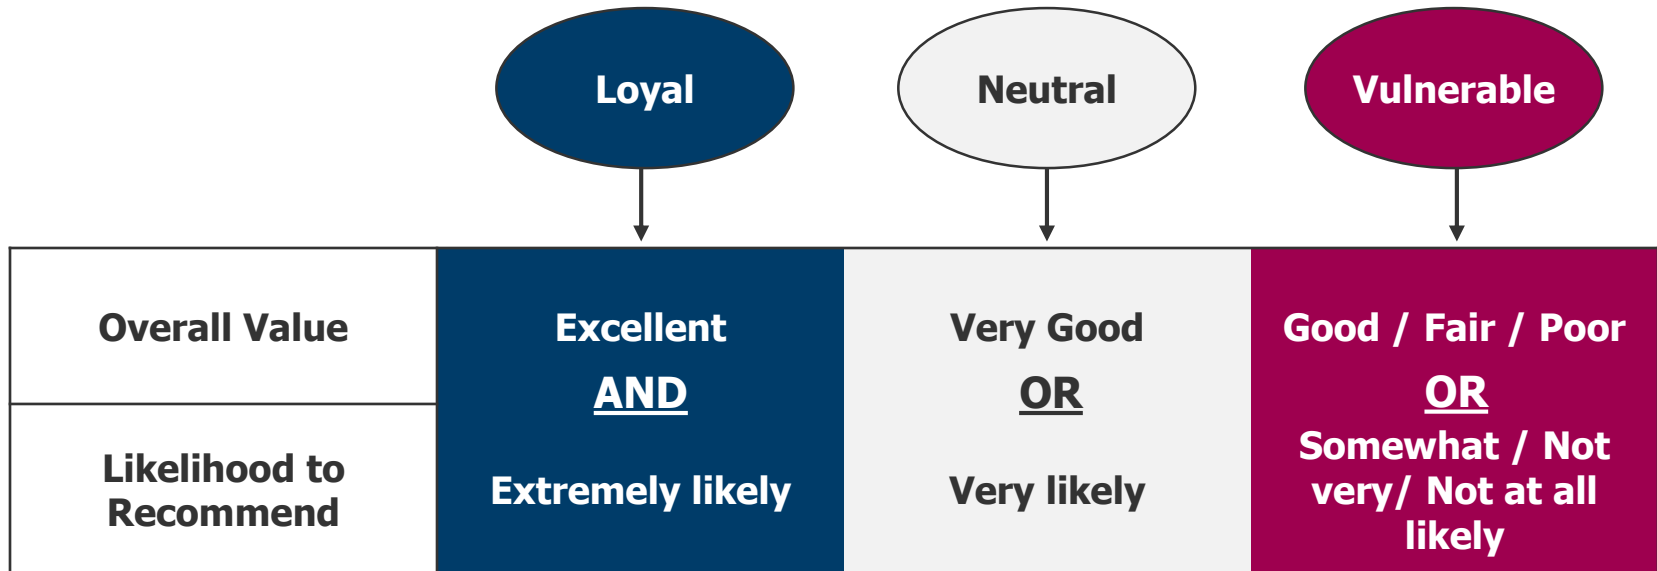 Loyal
Neutral
Vulnerable
Overall Value
Excellent
Very Good
Good / Fair / Poor
AND
OR
OR
Likelihood to
Recommend
Extremely likely
Very likely
Somewhat / Not
very/ Not at all
likely